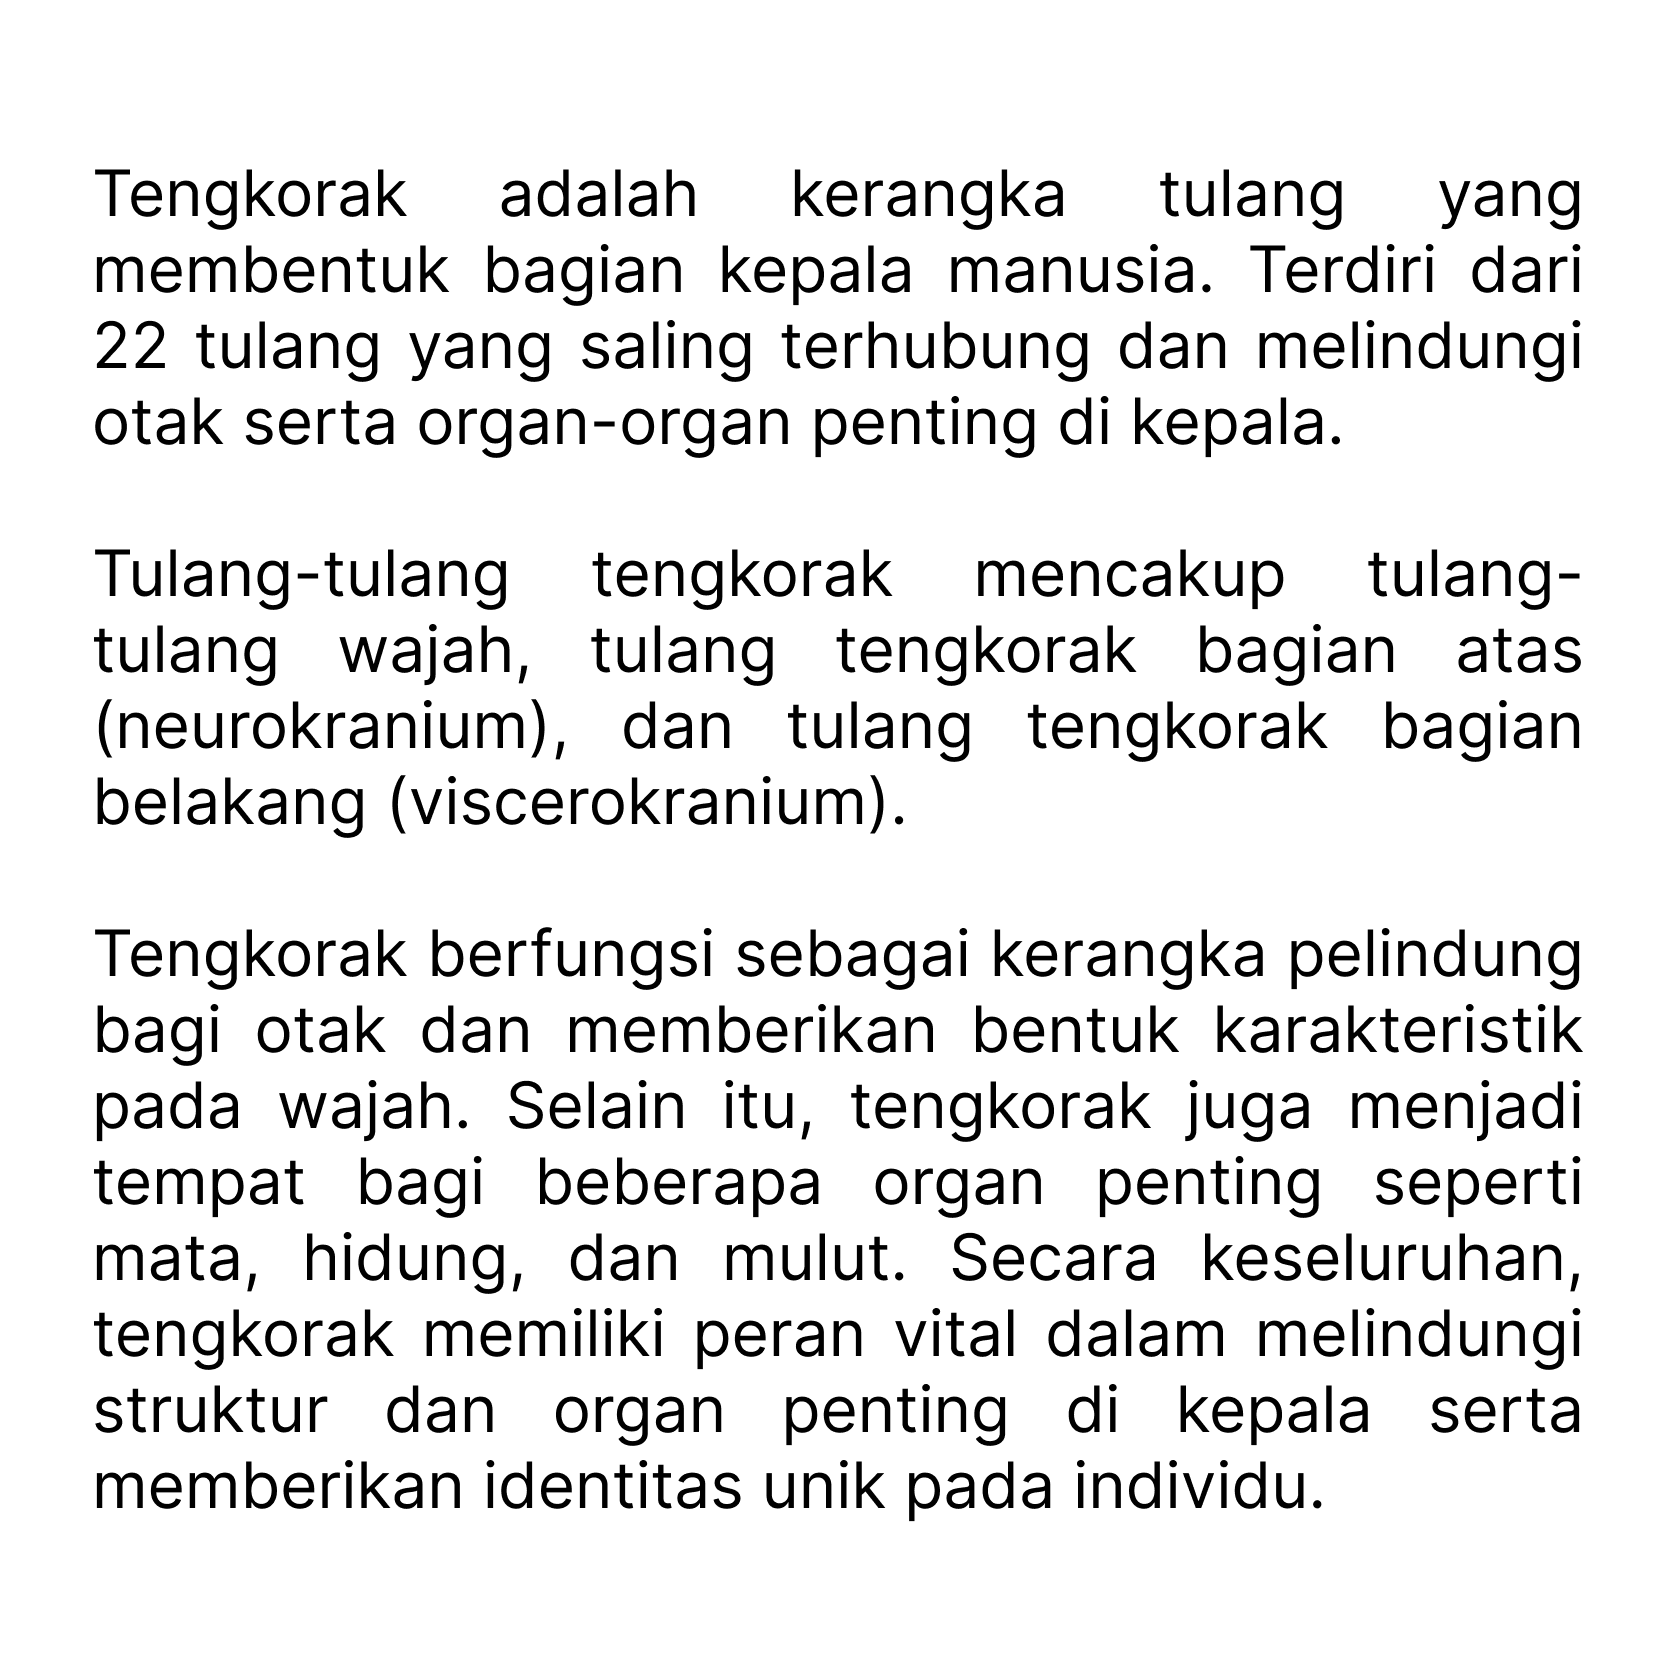 Tengkorak adalah kerangka tulang yang
membentuk bagian kepala manusia. Terdiri dari
22 tulang yang saling terhubung dan melindungi
otak serta organ-organ penting di kepala.
Tulang-tulang tengkorak mencakup tulang-
tulang wajah, tulang tengkorak bagian atas
(neurokranium), dan tulang tengkorak bagian
belakang (viscerokranium).
Tengkorak berfungsi sebagai kerangka pelindung
bagi otak dan memberikan bentuk karakteristik
pada wajah. Selain itu, tengkorak juga menjadi
tempat bagi beberapa organ penting seperti
mata, hidung, dan mulut. Secara keseluruhan,
tengkorak memiliki peran vital dalam melindungi
struktur dan organ penting di kepala serta
memberikan identitas unik pada individu.